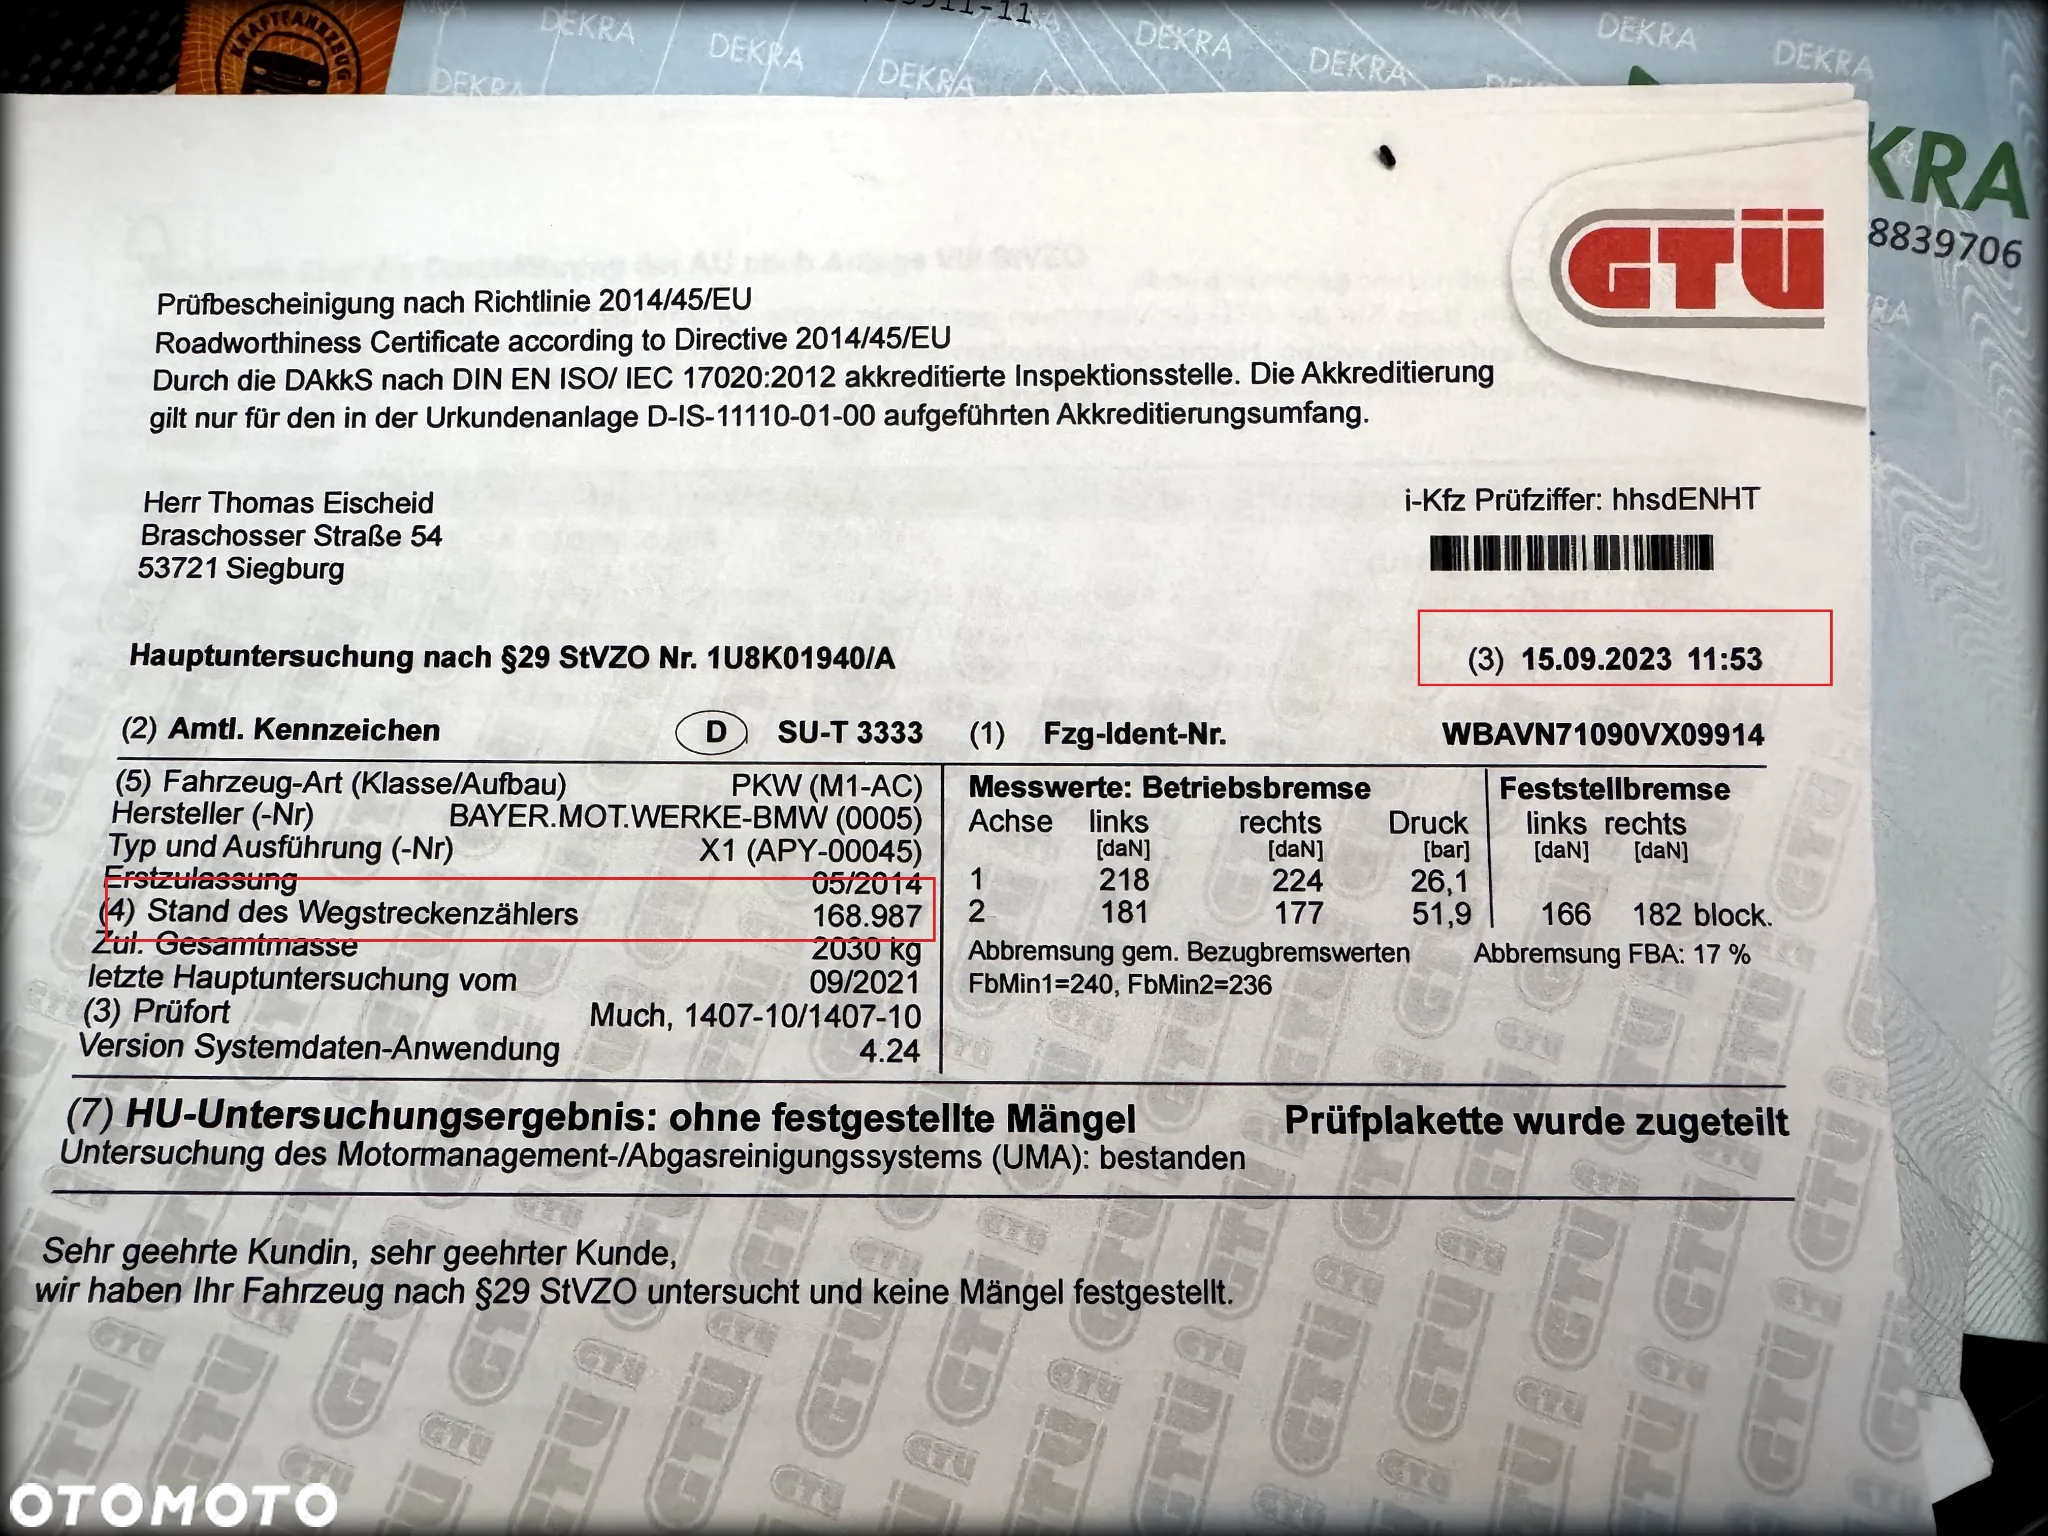 KRAFTFAHRZEUG
DEKRA DEKRA DEKRA DEKRA DEKRA DEKRA DEKRA
DEKRA
KRA
8839706
GTÜ
Prüfbescheinigung nach Richtlinie 2014/45/EU
Roadworthiness Certificate according to Directive 2014/45/EU
Durch die DAkkS nach DIN EN ISO/ IEC 17020:2012 akkreditierte Inspektionsstelle. Die Akkreditierung
gilt nur für den in der Urkundenanlage D-IS-11110-01-00 aufgeführten Akkreditierungsumfang.
Herr Thomas Eischeid
Braschosser Straße 54
53721 Siegburg
i-Kfz Prüfziffer: hhsdENHT
Hauptuntersuchung nach §29 StVZO Nr. 1U8K01940/A (3) 15.09.2023 11:53
(2) Amtl. Kennzeichen D SU-T 3333 (1) Fzg-Ident-Nr. WBAVN71090VX09914
(5) Fahrzeug-Art (Klasse/Aufbau) PKW (M1-AC) Messwerte: Betriebsbremse Feststellbremse
Hersteller (-Nr) BAYER.MOT.WERKE-BMW (0005) Achse links rechts Druck links rechts
Typ und Ausführung (-Nr) X1 (APY-00045) [daN] [daN] [bar] [daN] [daN]
Erstzulassung 05/2014 1 218 224 26,1
(4) Stand des Wegstreckenzählers 168.987 2 181 177 51,9 166 182 block.
Zul. Gesamtmasse 2030 kg Abbremsung gem. Bezugbremswerten Abbremsung FBA: 17 %
letzte Hauptuntersuchung vom 09/2021 FbMin1=240, FbMin2=236
(3) Prüfort Much, 1407-10/1407-10
Version Systemdaten-Anwendung 4.24
(7) HU-Untersuchungsergebnis: ohne festgestellte Mängel Prüfplakette wurde zugeteilt
Untersuchung des Motormanagement-/Abgasreinigungssystems (UMA): bestanden
Sehr geehrte Kundin, sehr geehrter Kunde,
wir haben Ihr Fahrzeug nach §29 StVZO untersucht und keine Mängel festgestellt.
OTOMOTO